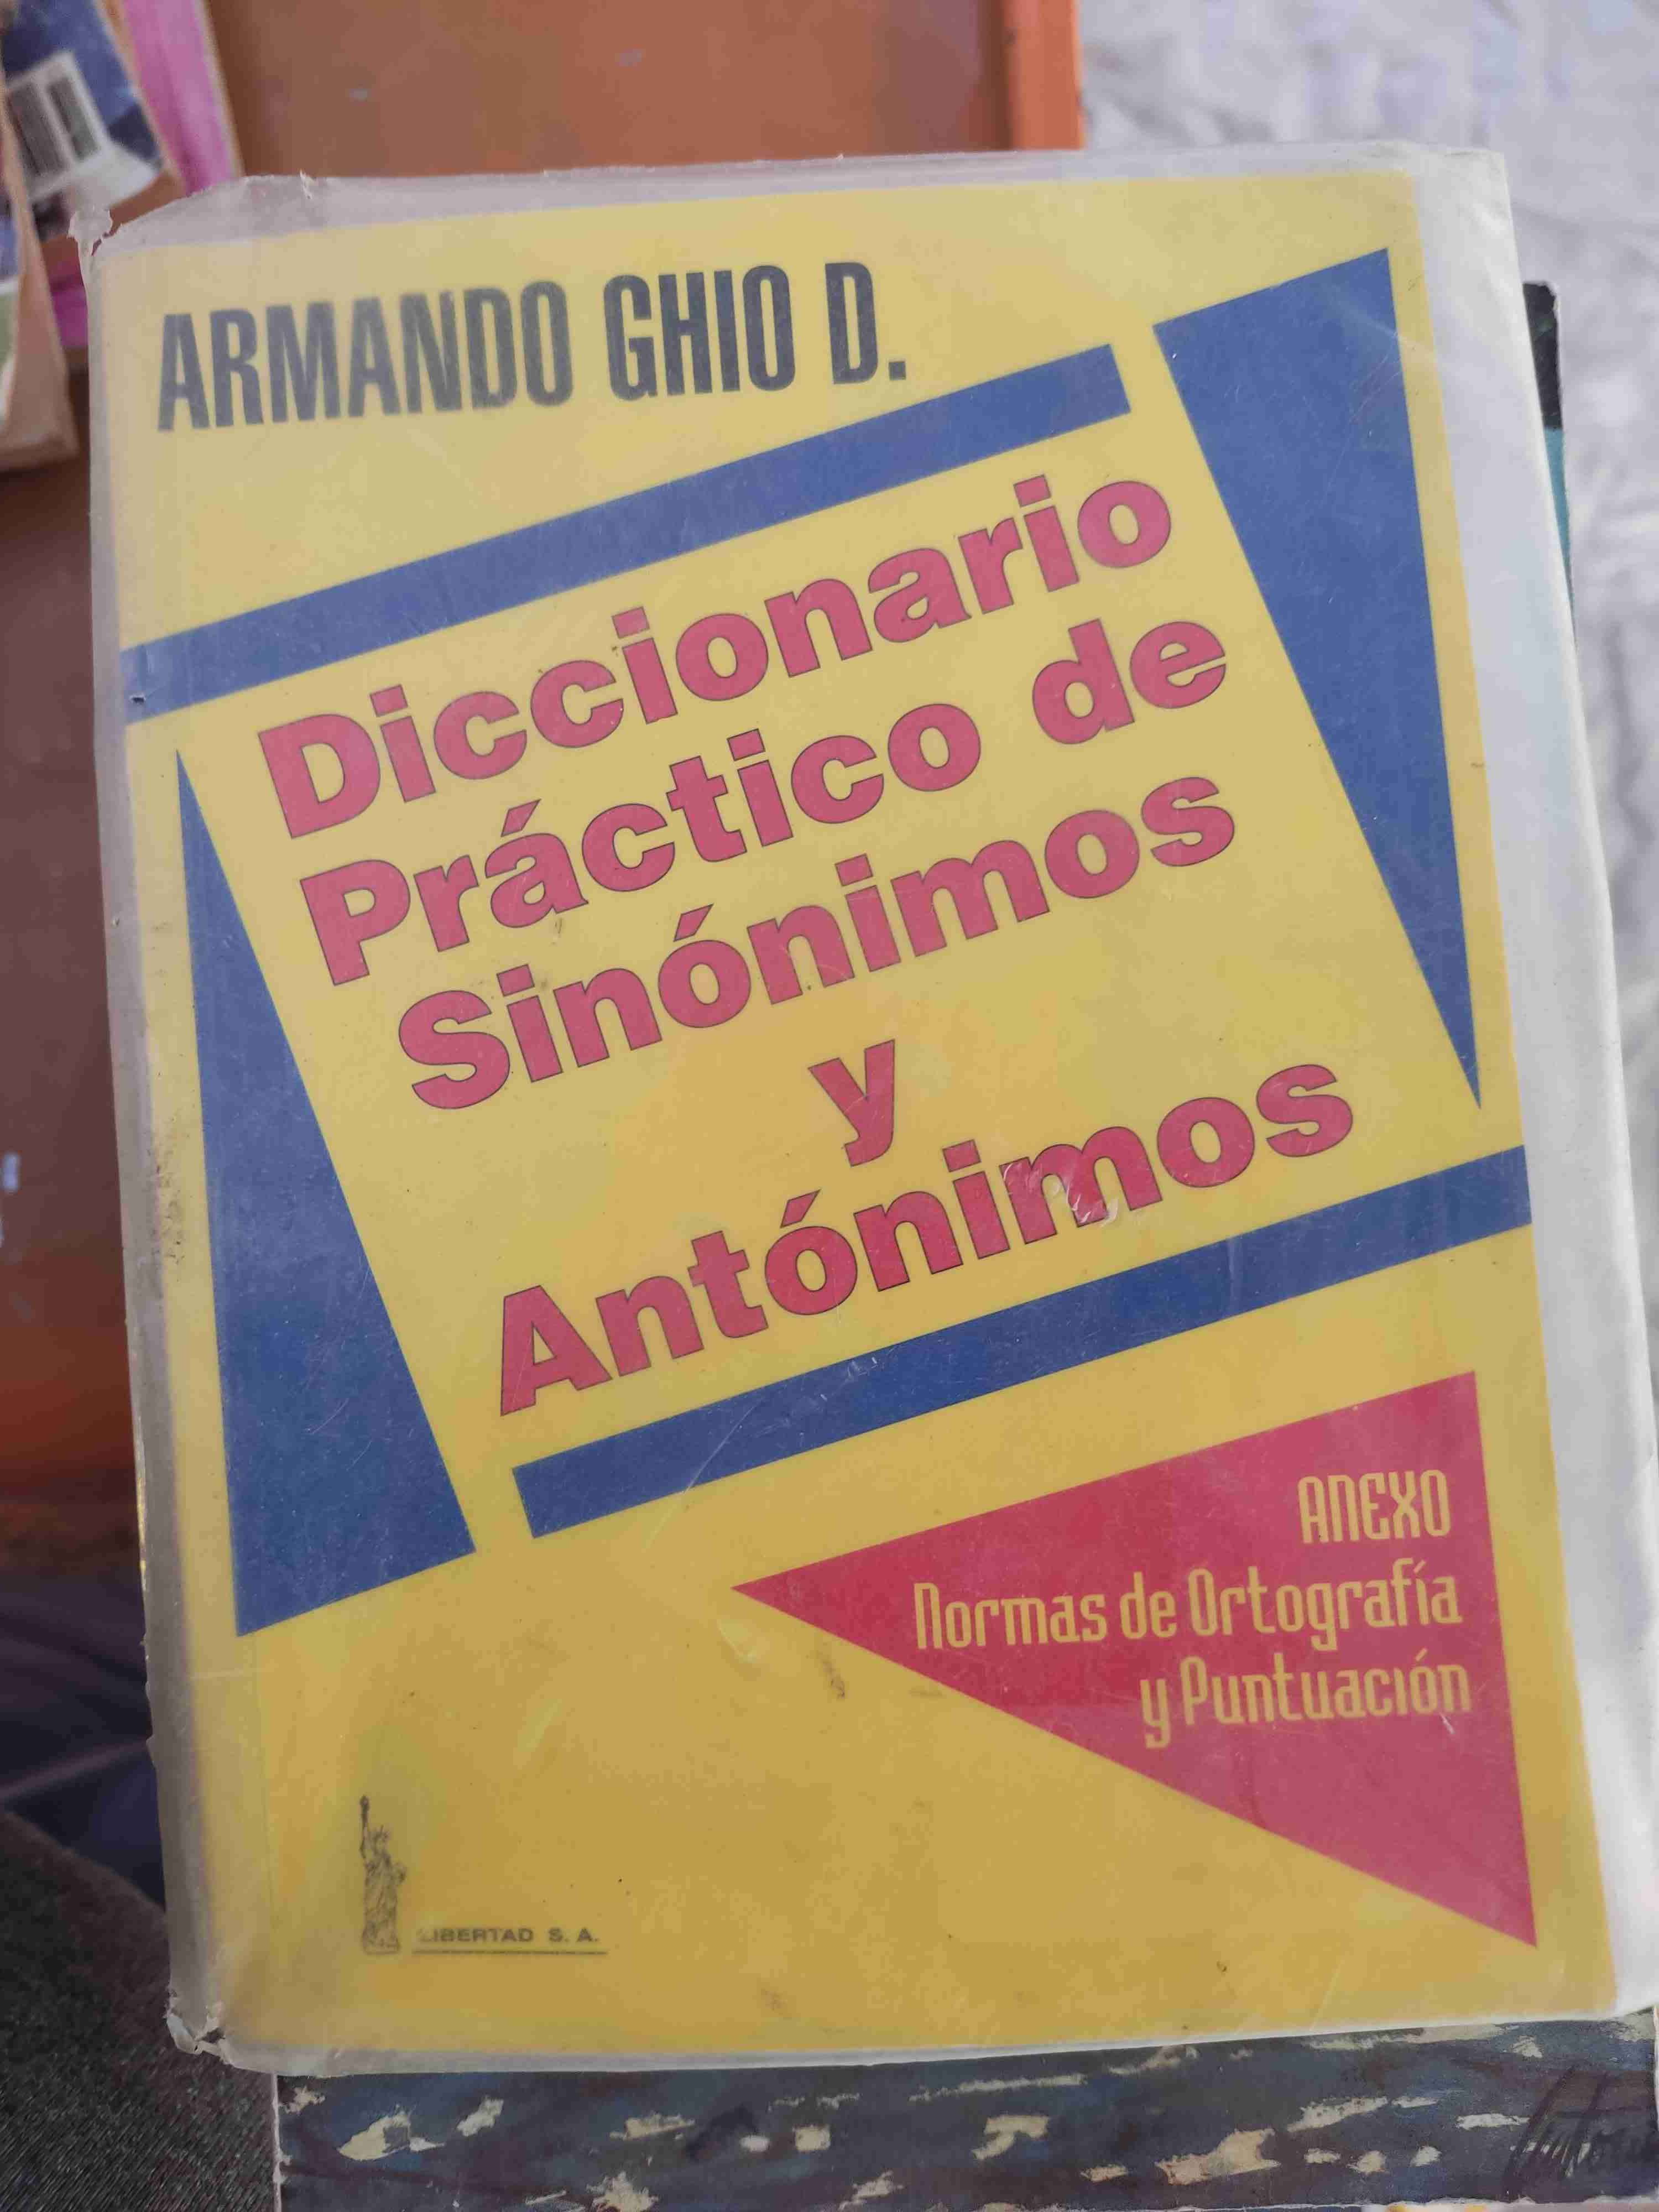 ARMANDO GHIO D.
Diccionario
Práctico de
Sinónimos
y
Antónimos
ANEXO
Normas de Ortografía
y Puntuación
LIBERTAD S. A.